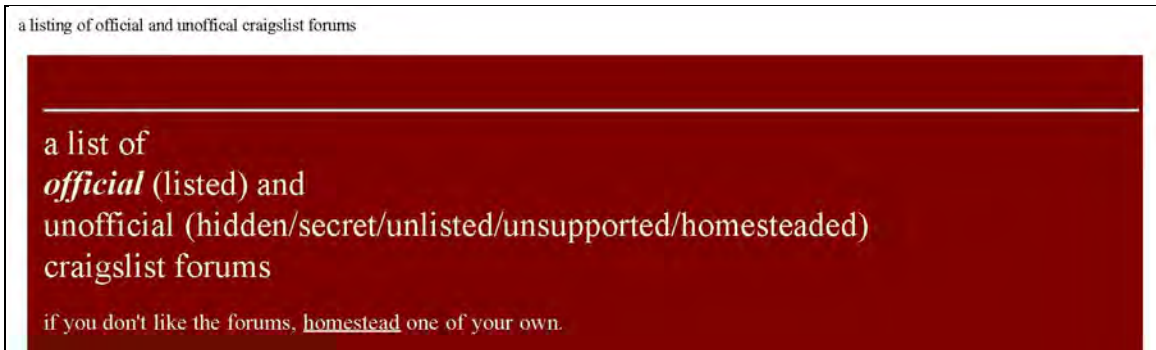 a listing of official and unoffical craigslist forums
a list of
official (listed) and
unofficial (hidden/secret/unlisted/unsupported/homesteaded)
craigslist forums
if you don't like the forums, homestead one of your own.